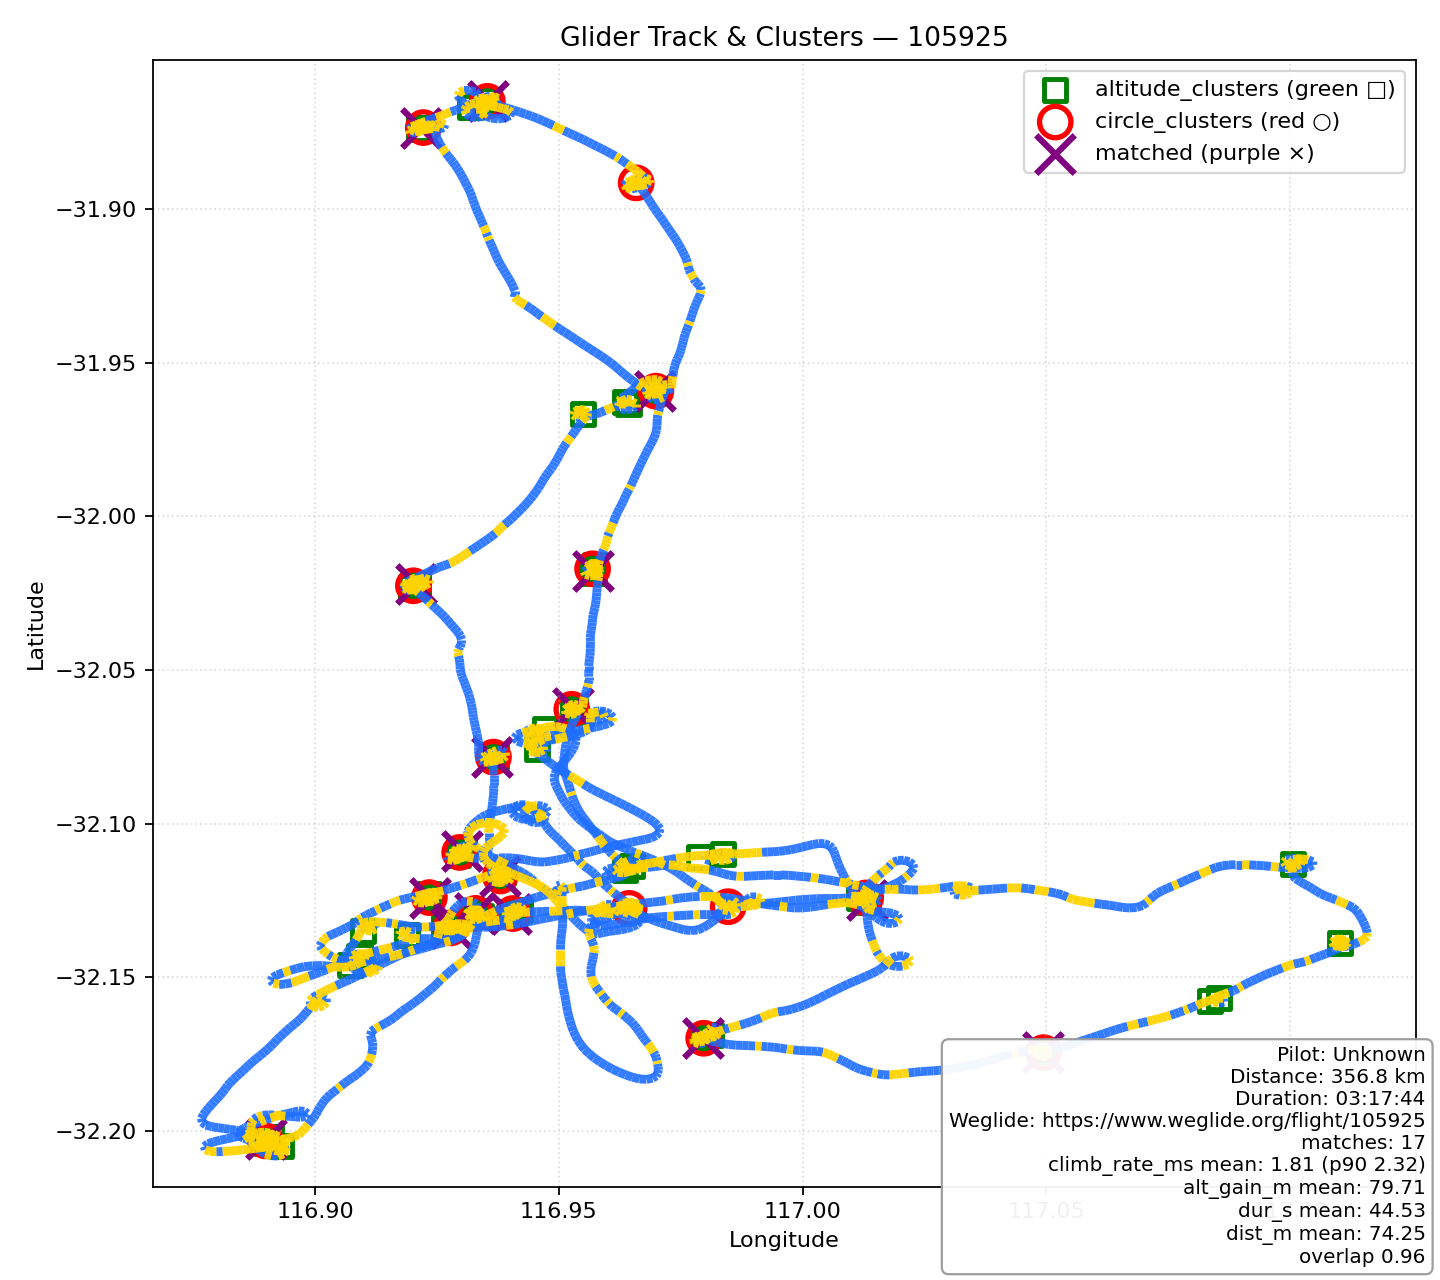 Glider Track & Clusters — 105925
altitude_clusters (green □)
circle_clusters (red ○)
matched (purple ×)
−31.90
−31.95
−32.00
−32.05
−32.10
−32.15
−32.20
Latitude
116.90
116.95
117.00
117.05
Longitude
Pilot: Unknown
Distance: 356.8 km
Duration: 03:17:44
Weglide: https://www.weglide.org/flight/105925
matches: 17
climb_rate_ms mean: 1.81 (p90 2.32)
alt_gain_m mean: 79.71
dur_s mean: 44.53
dist_m mean: 74.25
overlap 0.96